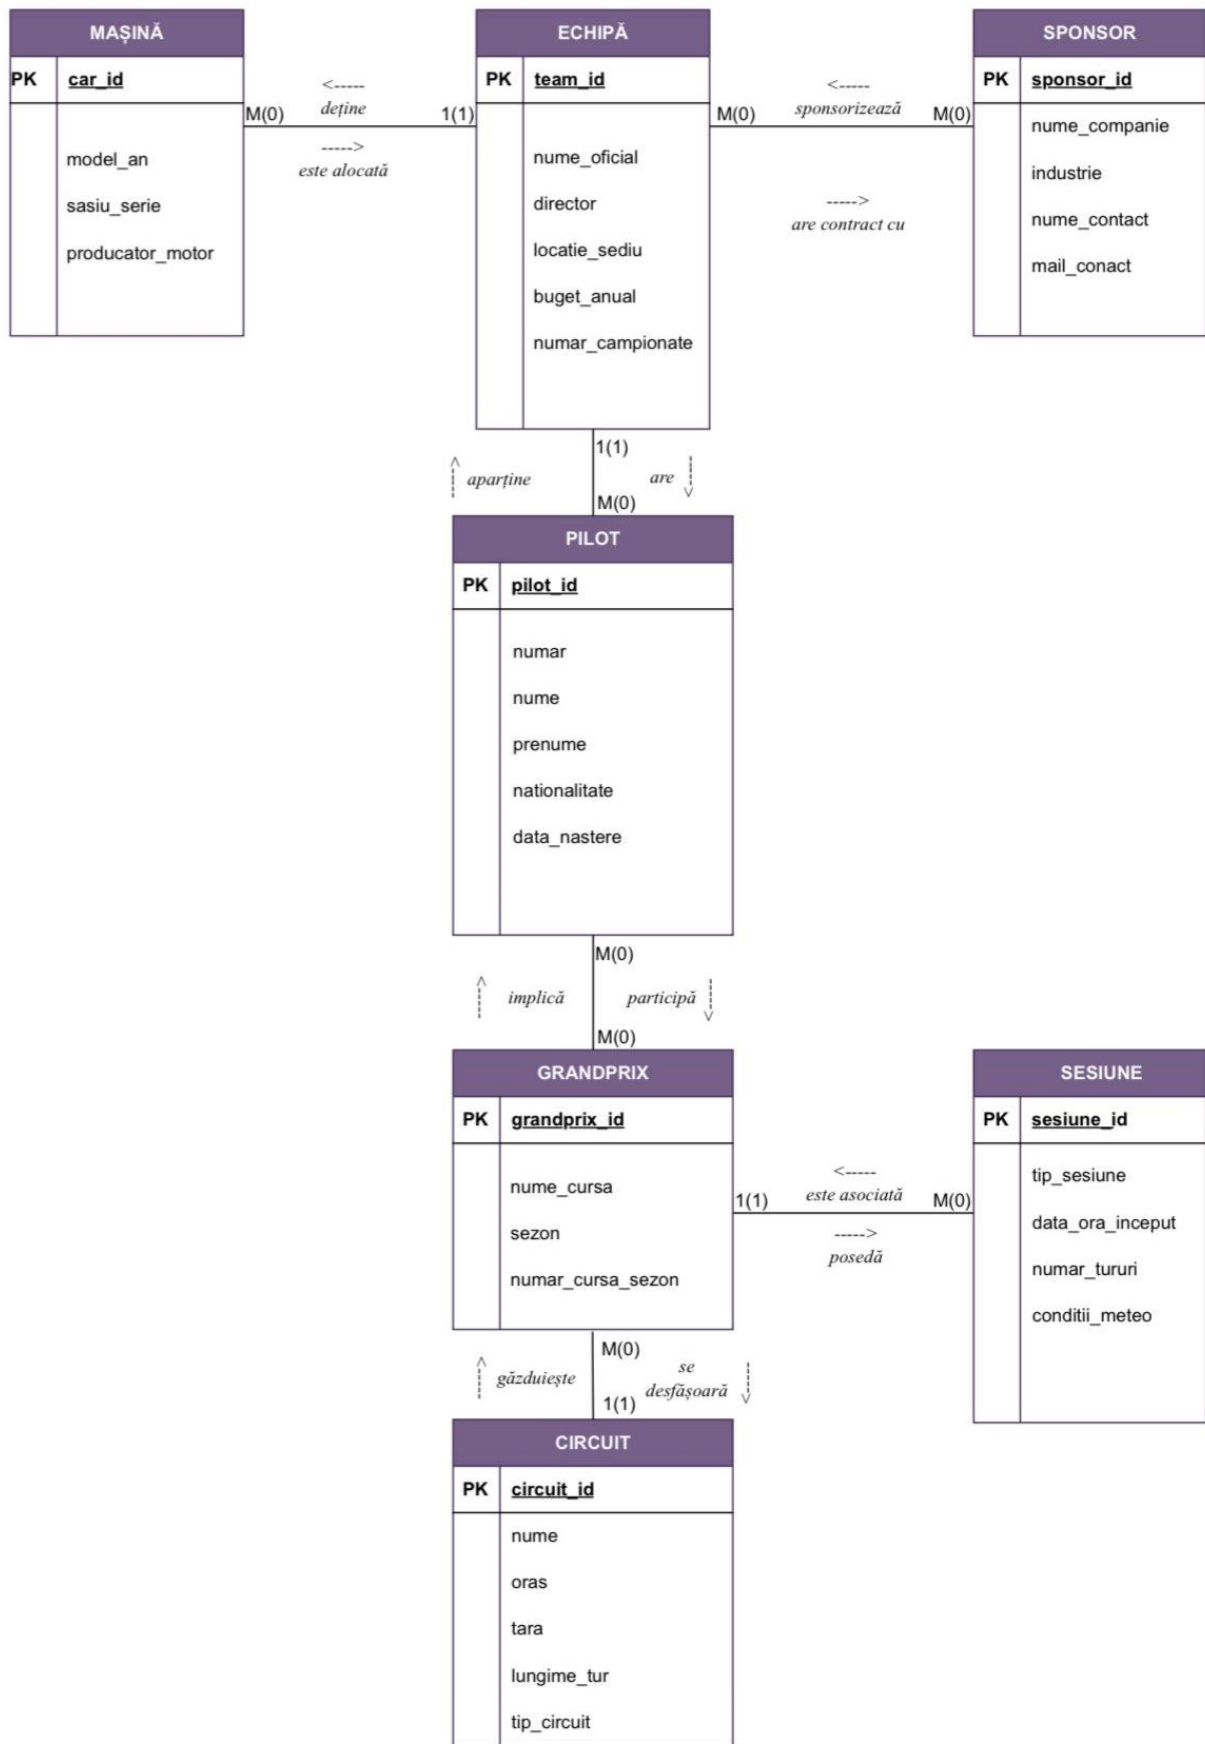 MAȘINĂ
PK car_id
model_an
sasiu_serie
producator_motor
<-----
deține
M(0) 1(1)
----->
este alocată
ECHIPĂ
PK team_id
nume_oficial
director
locatie_sediu
buget_anual
numar_campionate
<-----
sponsorizează
M(0) M(0)
----->
are contract cu
SPONSOR
PK sponsor_id
nume_companie
industrie
nume_contact
mail_conact
1(1)
aparține are
M(0)
PILOT
PK pilot_id
numar
nume
prenume
nationalitate
data_nastere
M(0)
implică participă
M(0)
GRANDPRIX
PK grandprix_id
nume_cursa
sezon
numar_cursa_sezon
<-----
este asociată
1(1) M(0)
----->
posedă
SESIUNE
PK sesiune_id
tip_sesiune
data_ora_inceput
numar_tururi
conditii_meteo
M(0)
găzduiește se
desfășoară
1(1)
CIRCUIT
PK circuit_id
nume
oras
tara
lungime_tur
tip_circuit